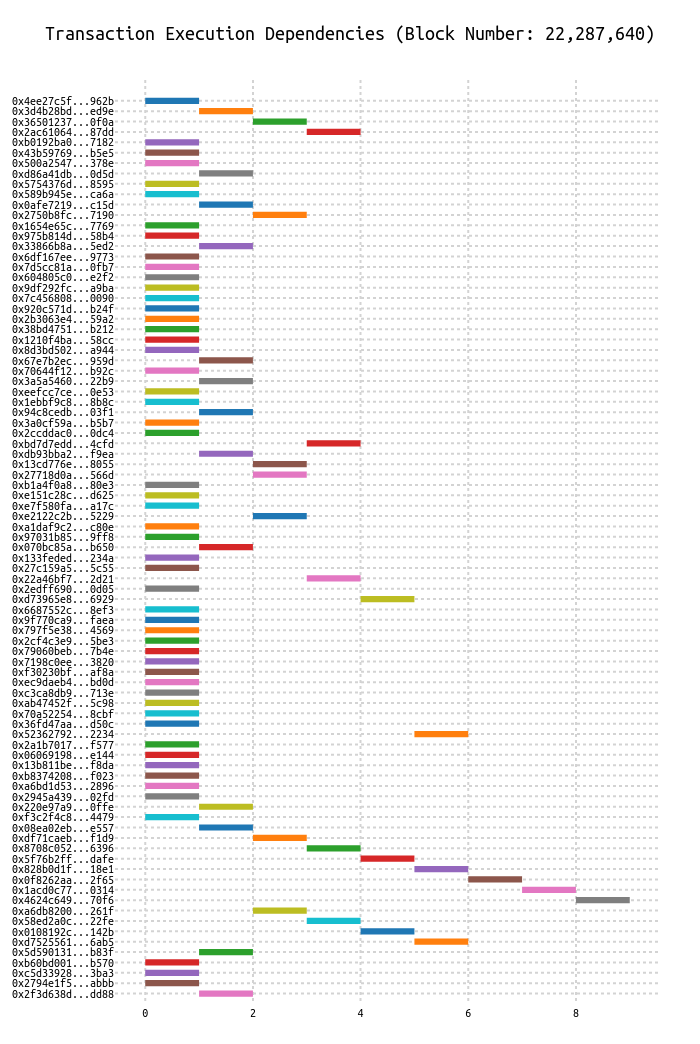 Transaction Execution Dependencies (Block Number: 22,287,640)
0x4ee27c5f...962b
0x3d4b28bd...ed9e
0x36501237...0f0a
0x2ac61064...87dd
0xb0192ba0...7182
0x43b59769...b5e5
0x500a2547...378e
0xd86a41db...0d5d
0x5754376d...8595
0x589b945e...ca6a
0x0afe7219...c15d
0x2750b8fc...7190
0x1654e65c...7769
0x975b814d...58b4
0x33866b8a...5ed2
0x6df167ee...9773
0x7d5cc81a...0fb7
0x604805c0...e2f2
0x9df292fc...a9ba
0x7c456808...0090
0x920c571d...b24f
0x2b3063e4...59a2
0x38bd4751...b212
0x1210f4ba...58cc
0x8d3bd502...a944
0x67e7b2ec...959d
0x70644f12...b92c
0x3a5a5460...22b9
0xeefcc7ce...0e53
0x1ebbf9c8...8b8c
0x94c8cedb...03f1
0x3a0cf59a...b5b7
0x2ccddac0...0dc4
0xbd7d7edd...4cfd
0xdb93bba2...f9ea
0x13cd776e...8055
0x27718d0a...566d
0xb1a4f0a8...80e3
0xe151c28c...d625
0xe7f580fa...a17c
0xe2122c2b...5229
0xa1daf9c2...c80e
0x97031b85...9ff8
0x070bc85a...b650
0x133feded...234a
0x27c159a5...5c55
0x22a46bf7...2d21
0x2edff690...0d05
0xd73965e8...6929
0x6687552c...8ef3
0x9f770ca9...faea
0x797f5e38...4569
0x2cf4c3e9...5be3
0x79060beb...7b4e
0x7198c0ee...3820
0xf30230bf...af8a
0xec9daeb4...bd0d
0xc3ca8db9...713e
0xab47452f...5c98
0x70a52254...8cbf
0x36fd47aa...d50c
0x52362792...2234
0x2a1b7017...f577
0x06069198...e144
0x13b811be...f8da
0xb8374208...f023
0xa6bd1d53...2896
0x2945a439...02fd
0x220e97a9...0ffe
0xf3c2f4c8...4479
0x08ea02eb...e557
0xdf71caeb...f1d9
0x8708c052...6396
0x5f76b2ff...dafe
0x828b0d1f...18e1
0x0f8262aa...2f65
0x1acd0c77...0314
0x4624c649...70f6
0xa6db8200...261f
0x58ed2a0c...22fe
0x0108192c...142b
0xd7525561...6ab5
0x5d590131...b83f
0xb60bd001...b570
0xc5d33928...3ba3
0x2794e1f5...abbb
0x2f3d638d...dd88
0 2 4 6 8